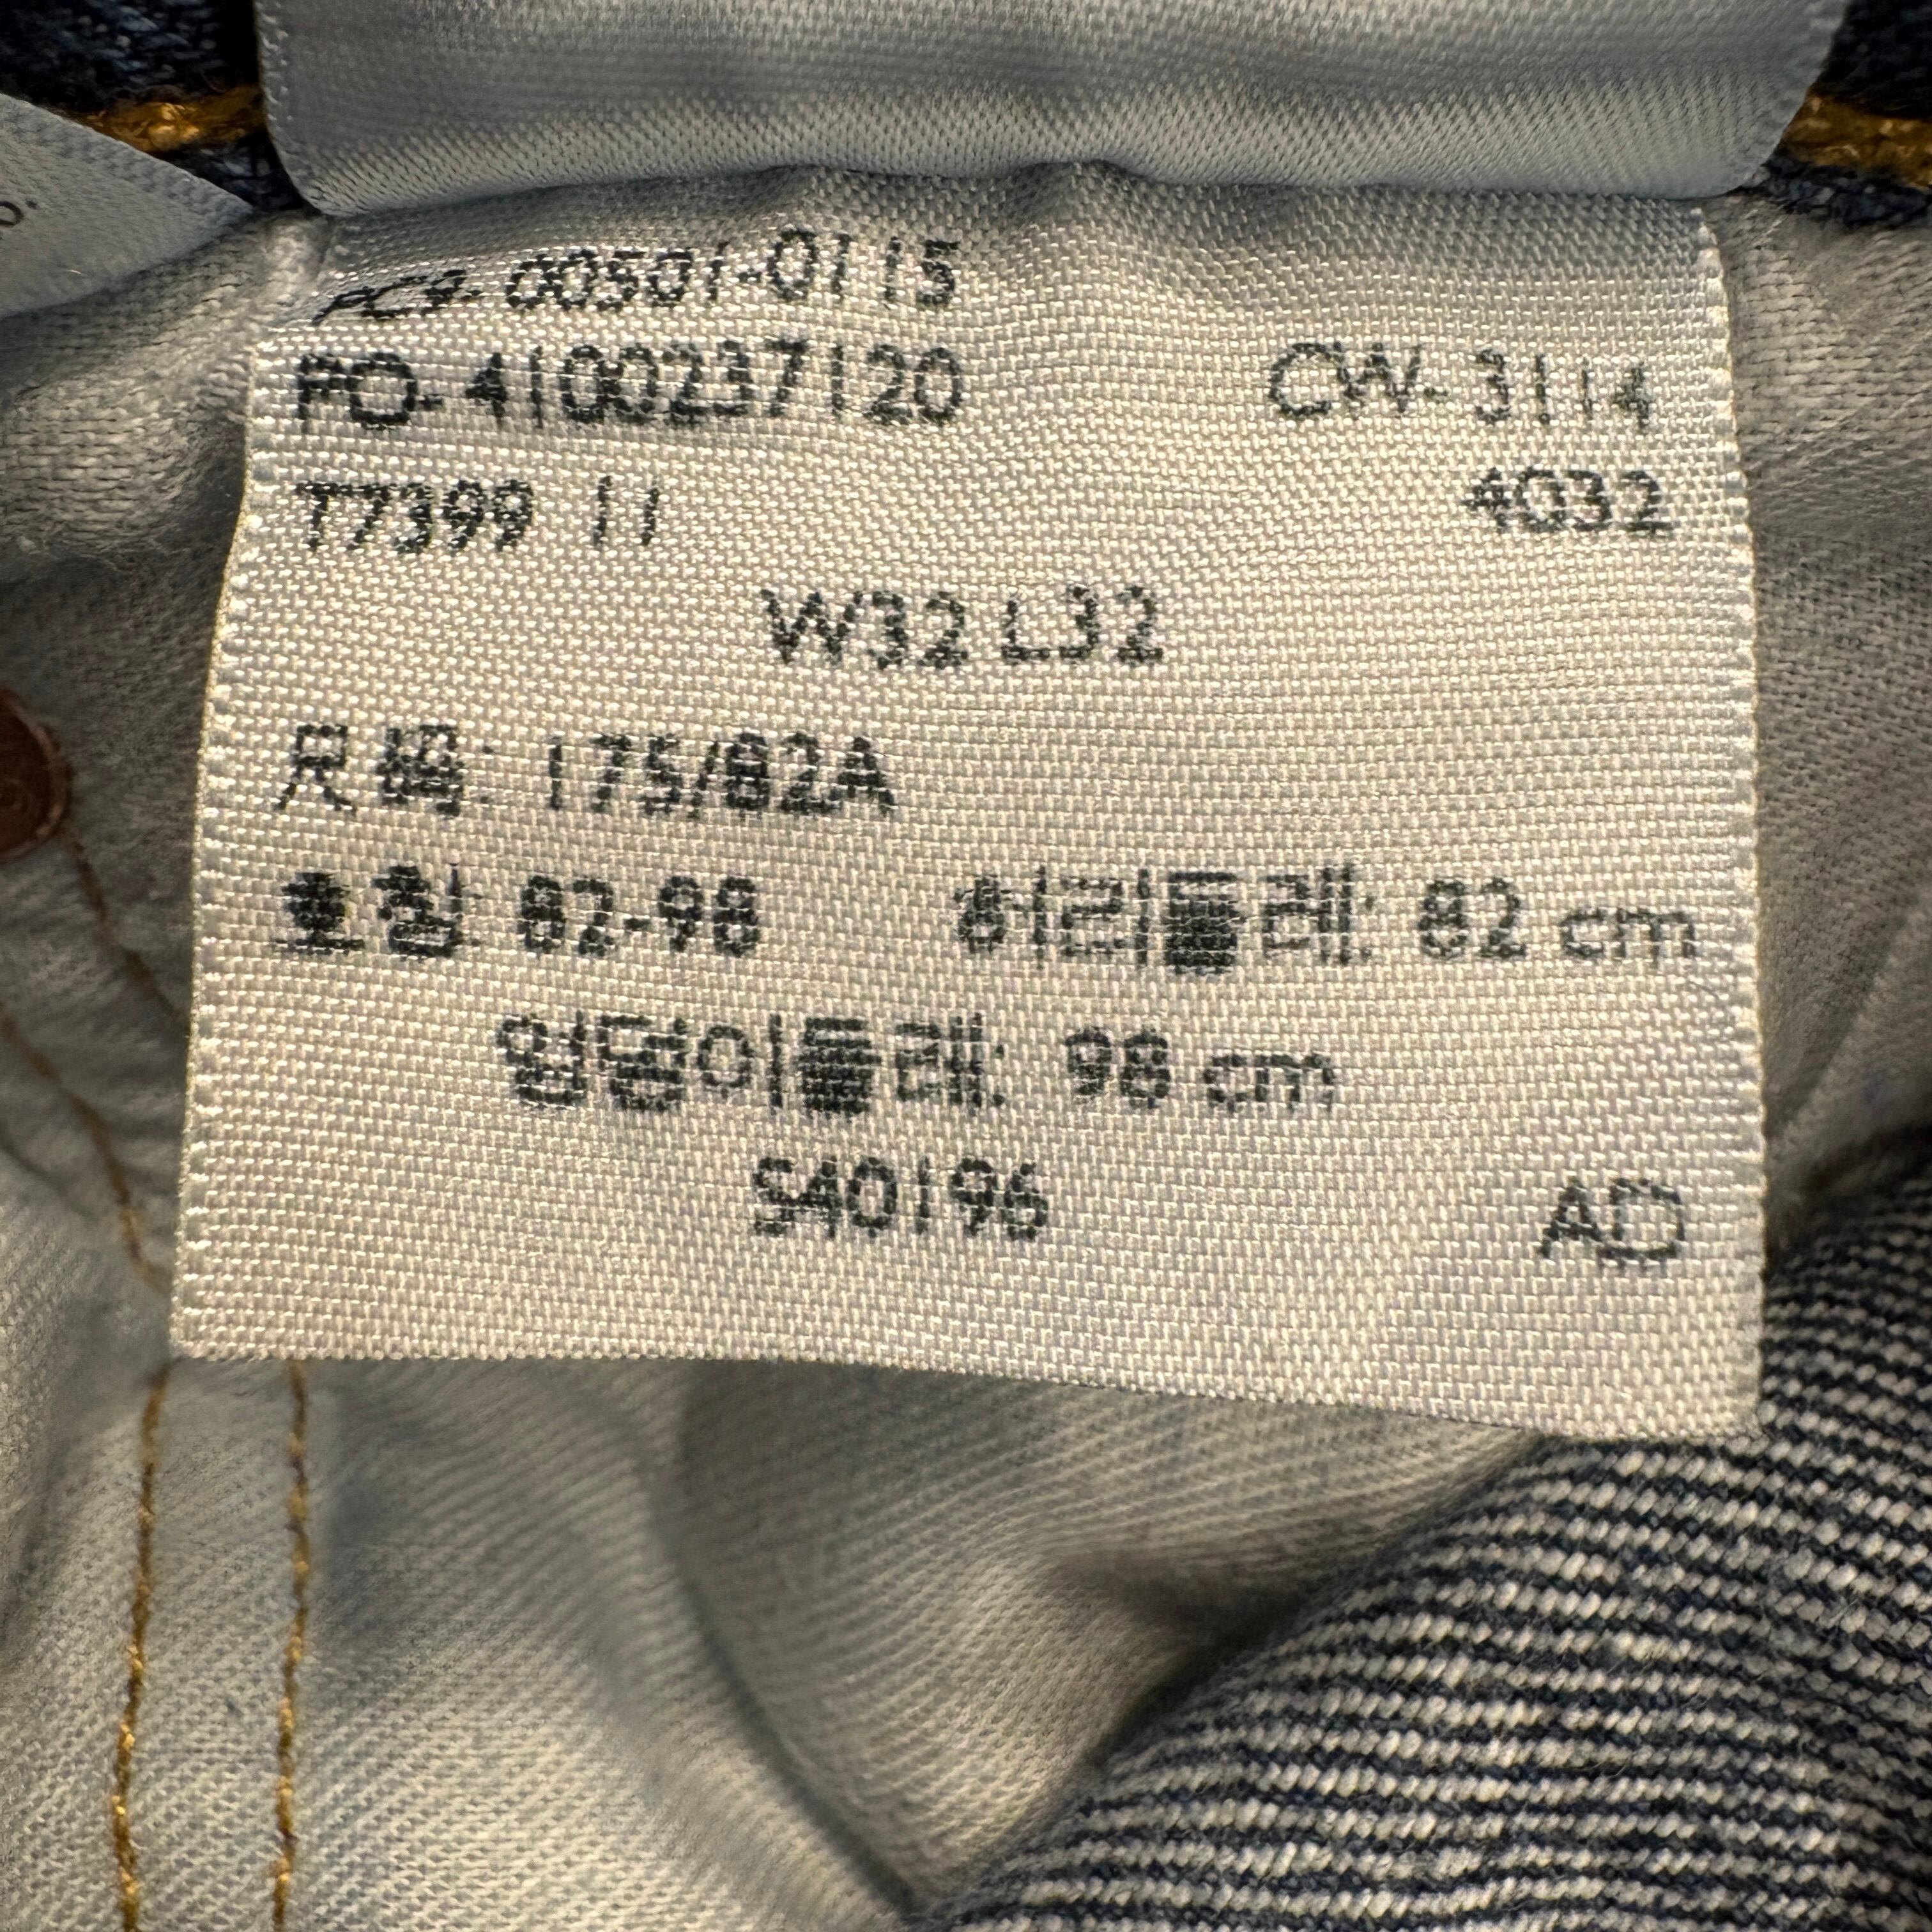 PC9- 00501-0115
PO-4100237120 CW- 3114
T7399 11 4032
W32 L32
尺码: 175/82A
호칭 82-98 허리둘레: 82 cm
엉덩이둘레: 98 cm
S40196 AD